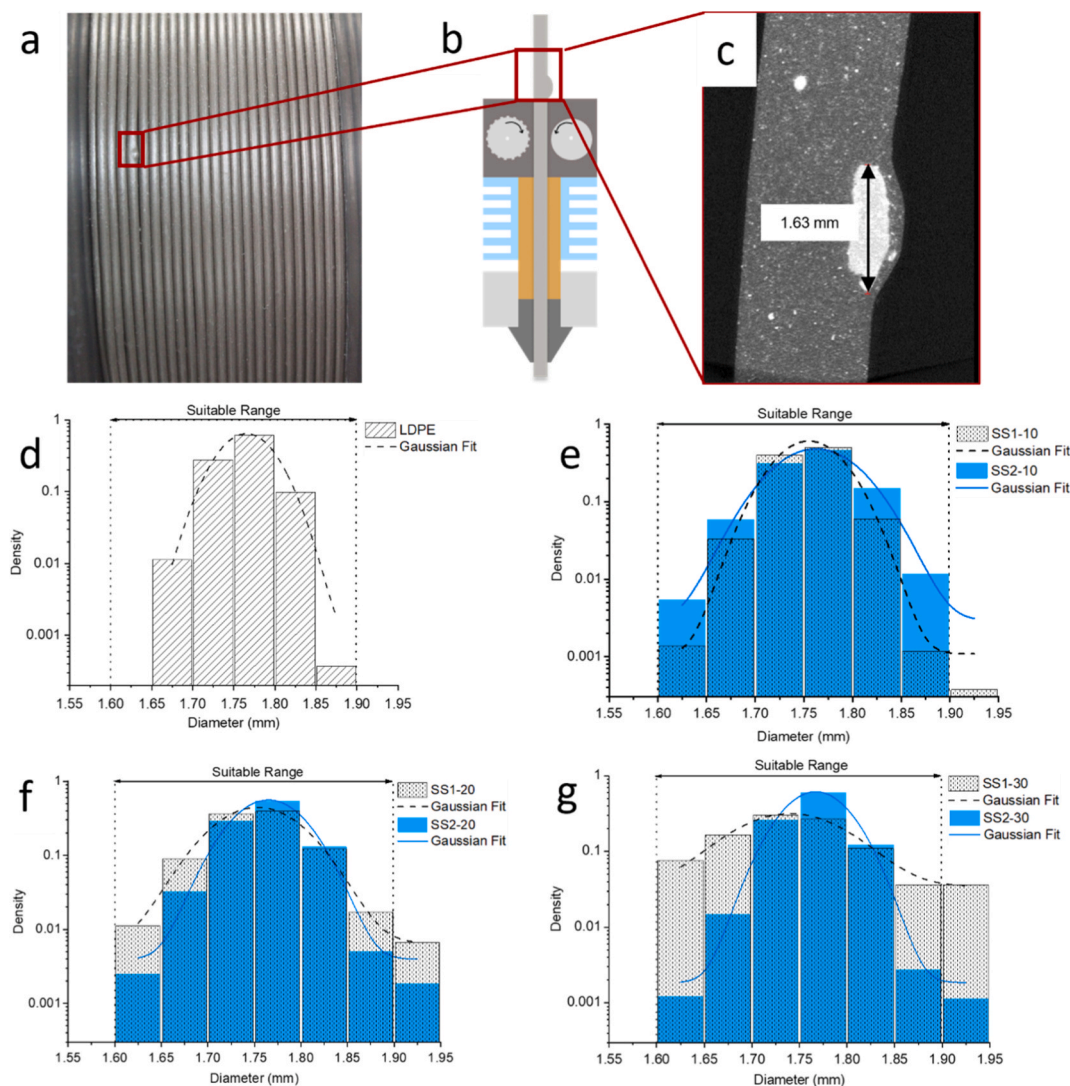 a
b
c
1.63 mm
d
Suitable Range
LDPE
Gaussian Fit
1
0.1
0.01
0.001
Density
1.55 1.60 1.65 1.70 1.75 1.80 1.85 1.90 1.95
Diameter (mm)
e
Suitable Range
SS1-10
Gaussian Fit
SS2-10
Gaussian Fit
1
0.1
0.01
0.001
Density
1.55 1.60 1.65 1.70 1.75 1.80 1.85 1.90 1.95
Diameter (mm)
f
Suitable Range
SS1-20
Gaussian Fit
SS2-20
Gaussian Fit
1
0.1
0.01
0.001
Density
1.55 1.60 1.65 1.70 1.75 1.80 1.85 1.90 1.95
Diameter (mm)
g
Suitable Range
SS1-30
Gaussian Fit
SS2-30
Gaussian Fit
1
0.1
0.01
0.001
Density
1.55 1.60 1.65 1.70 1.75 1.80 1.85 1.90 1.95
Diameter (mm)